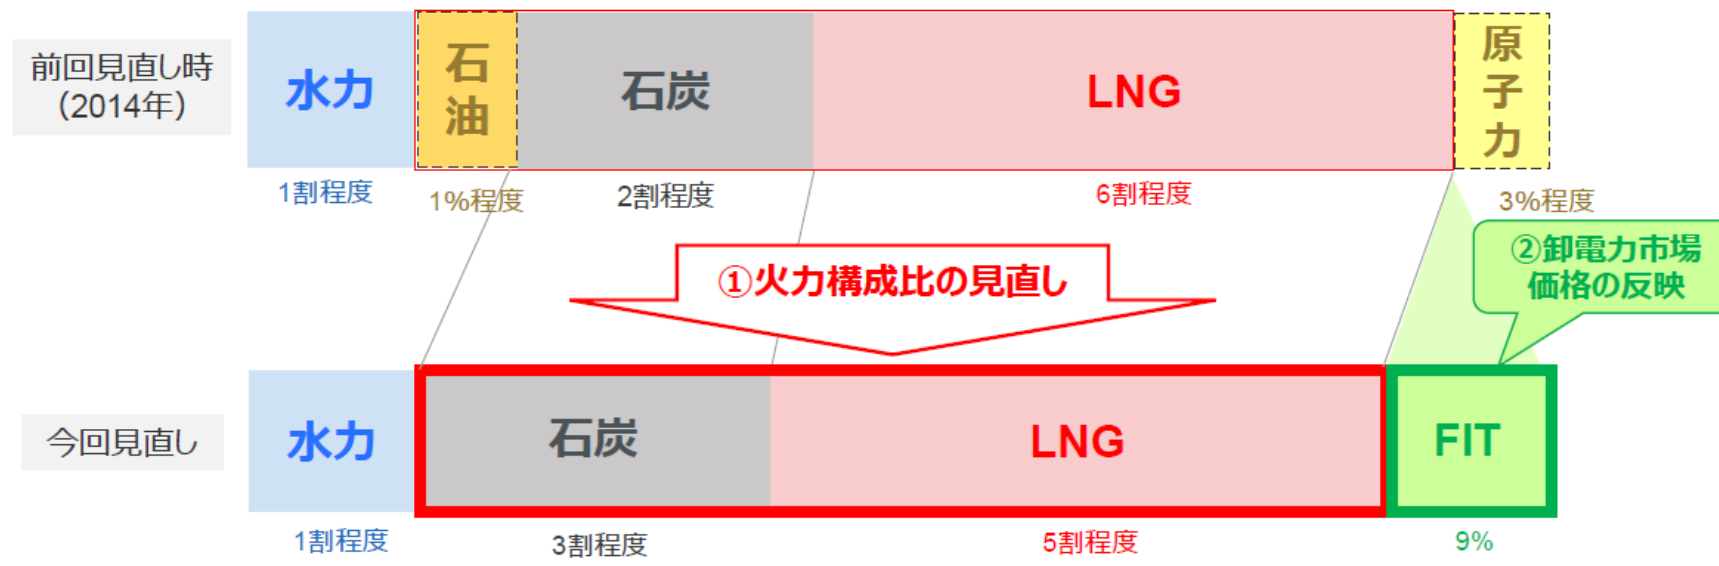 前回見直し時
（2014年）
水力
石油
石炭
LNG
原子力
1割程度
1%程度
2割程度
6割程度
3%程度
①火力構成比の見直し
②卸電力市場
価格の反映
今回見直し
水力
石炭
LNG
FIT
1割程度
3割程度
5割程度
9%